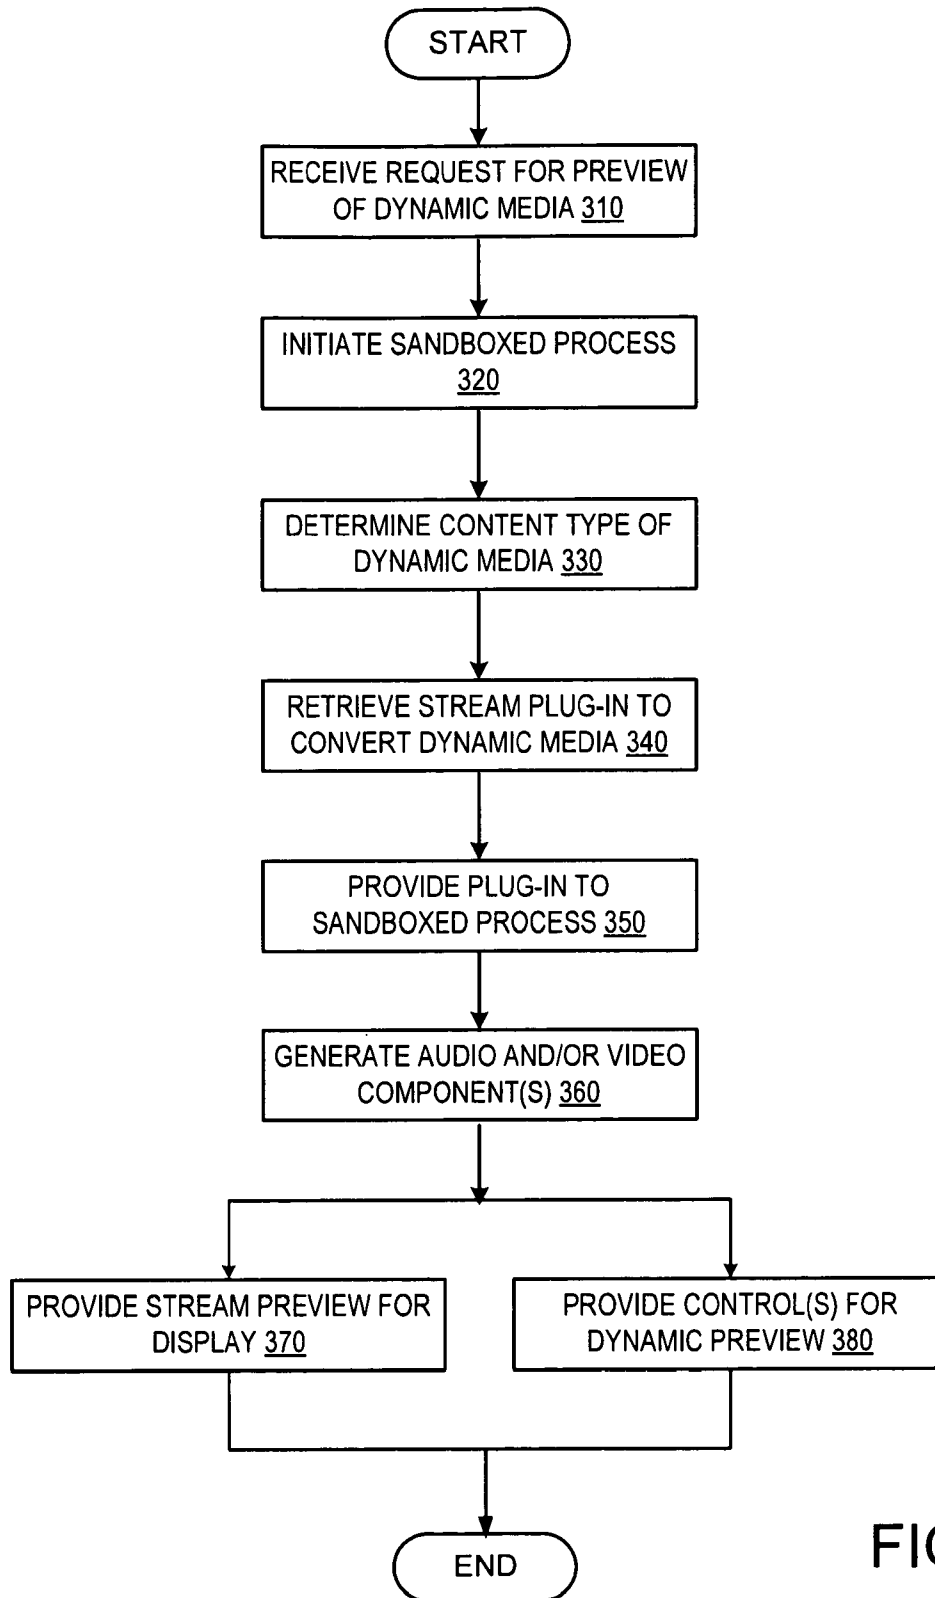 START
RECEIVE REQUEST FOR PREVIEW
OF DYNAMIC MEDIA 310
INITIATE SANDBOXED PROCESS
320
DETERMINE CONTENT TYPE OF
DYNAMIC MEDIA 330
RETRIEVE STREAM PLUG-IN TO
CONVERT DYNAMIC MEDIA 340
PROVIDE PLUG-IN TO
SANDBOXED PROCESS 350
GENERATE AUDIO AND/OR VIDEO
COMPONENT(S) 360
PROVIDE STREAM PREVIEW FOR
DISPLAY 370
PROVIDE CONTROL(S) FOR
DYNAMIC PREVIEW 380
END